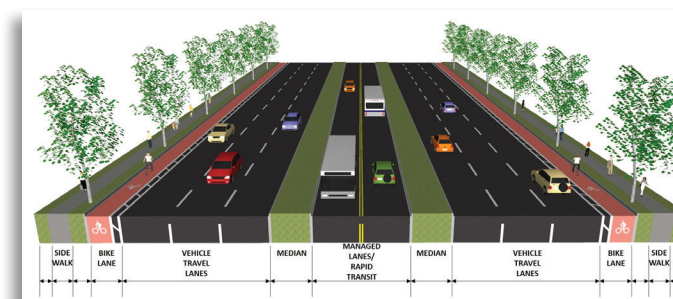 SIDE
WALK
BIKE
LANE
VEHICLE
TRAVEL
LANES
MEDIAN
MANAGED
LANES/
RAPID
TRANSIT
MEDIAN
VEHICLE
TRAVEL
LANES
BIKE
LANE
SIDE
WALK